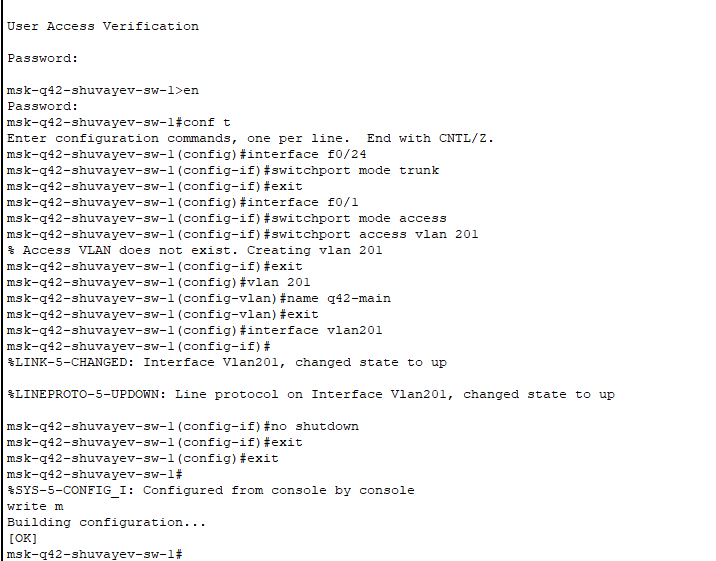 User Access Verification
Password:
msk-q42-shuvayev-sw-1>en
Password:
msk-q42-shuvayev-sw-1#conf t
Enter configuration commands, one per line.  End with CNTL/Z.
msk-q42-shuvayev-sw-1(config)#interface f0/24
msk-q42-shuvayev-sw-1(config-if)#switchport mode trunk
msk-q42-shuvayev-sw-1(config-if)#exit
msk-q42-shuvayev-sw-1(config)#interface f0/1
msk-q42-shuvayev-sw-1(config-if)#switchport mode access
msk-q42-shuvayev-sw-1(config-if)#switchport access vlan 201
% Access VLAN does not exist. Creating vlan 201
msk-q42-shuvayev-sw-1(config-if)#exit
msk-q42-shuvayev-sw-1(config)#vlan 201
msk-q42-shuvayev-sw-1(config-vlan)#name q42-main
msk-q42-shuvayev-sw-1(config-vlan)#exit
msk-q42-shuvayev-sw-1(config)#interface vlan201
msk-q42-shuvayev-sw-1(config-if)#
%LINK-5-CHANGED: Interface Vlan201, changed state to up
%LINEPROTO-5-UPDOWN: Line protocol on Interface Vlan201, changed state to up
msk-q42-shuvayev-sw-1(config-if)#no shutdown
msk-q42-shuvayev-sw-1(config-if)#exit
msk-q42-shuvayev-sw-1(config)#exit
msk-q42-shuvayev-sw-1#
%SYS-5-CONFIG_I: Configured from console by console
write m
Building configuration...
[OK]
msk-q42-shuvayev-sw-1#